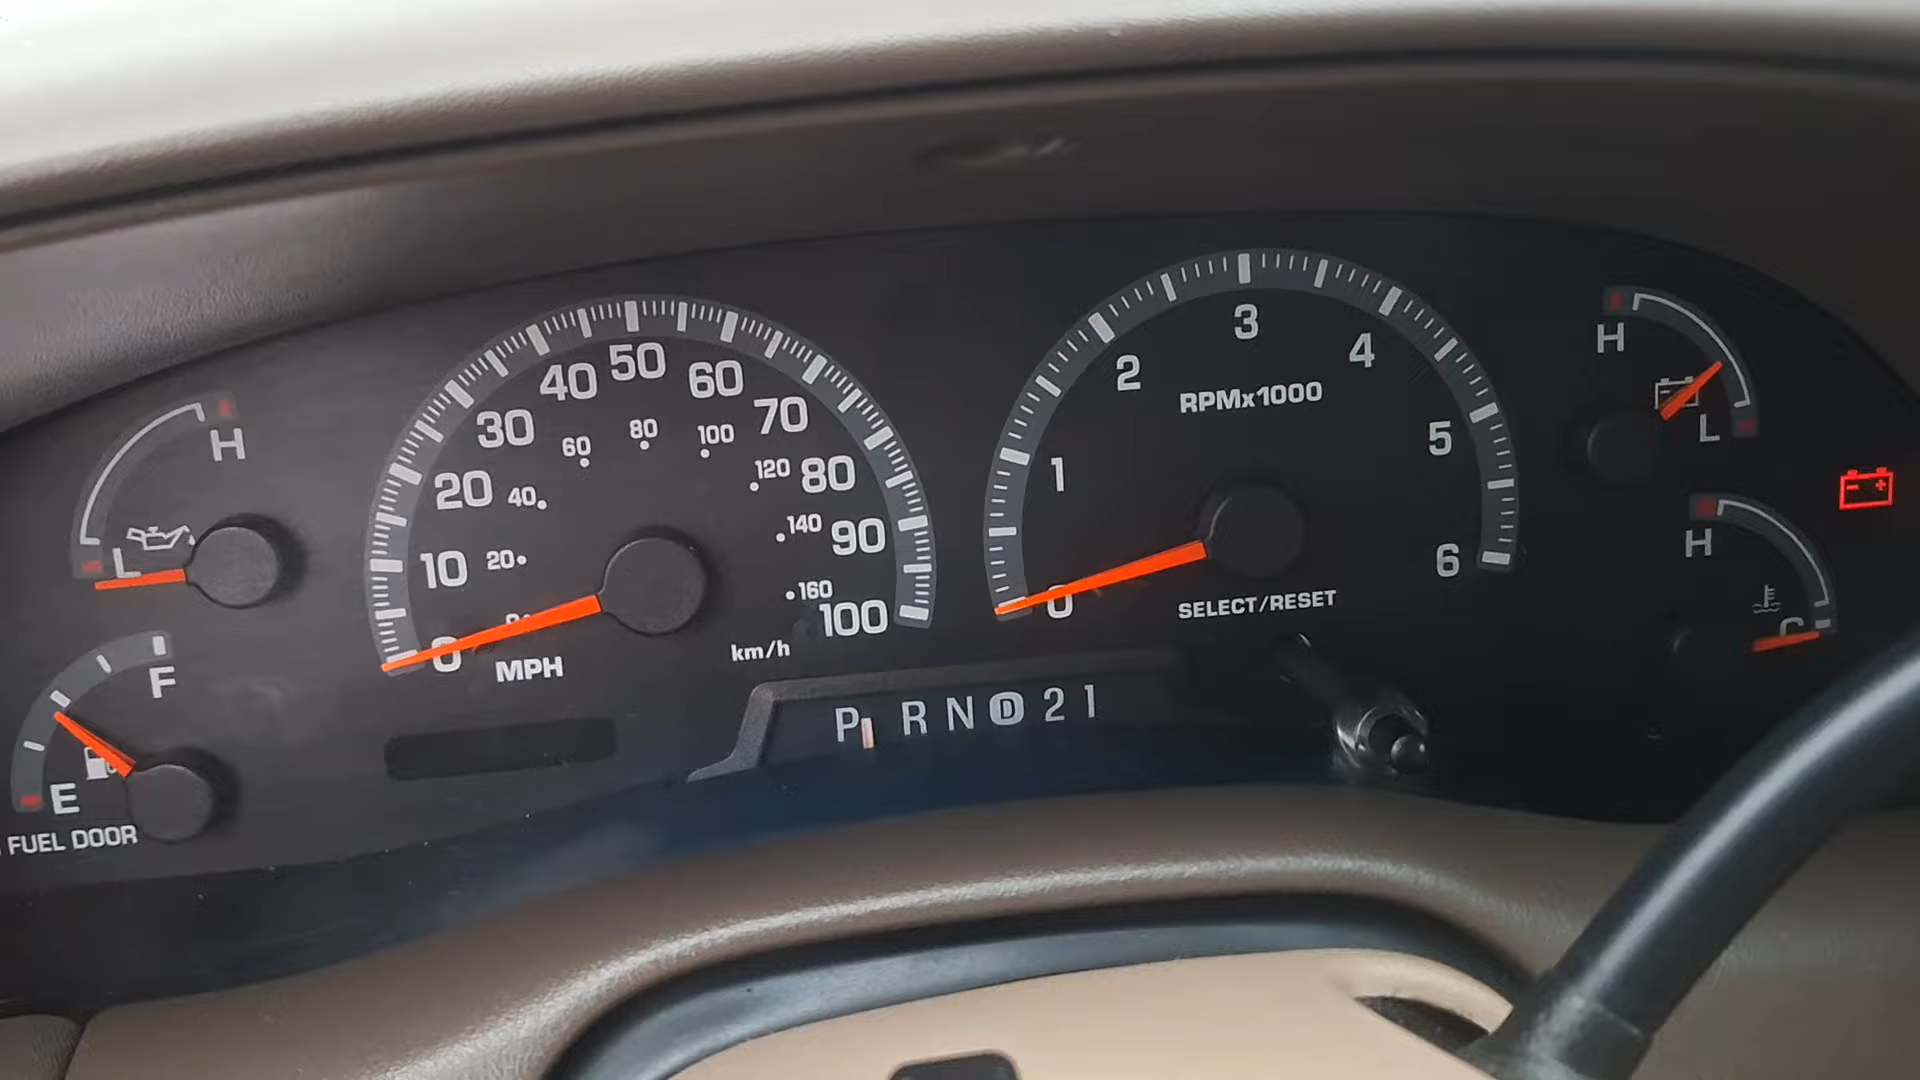 H
L
F
E
FUEL DOOR
0 10 20 30 40 50 60 70 80 90 100
20 40 60 80 100 120 140 160
MPH
km/h
P R N D 2 1
0 1 2 3 4 5 6
RPMx1000
SELECT/RESET
H
L
H
C